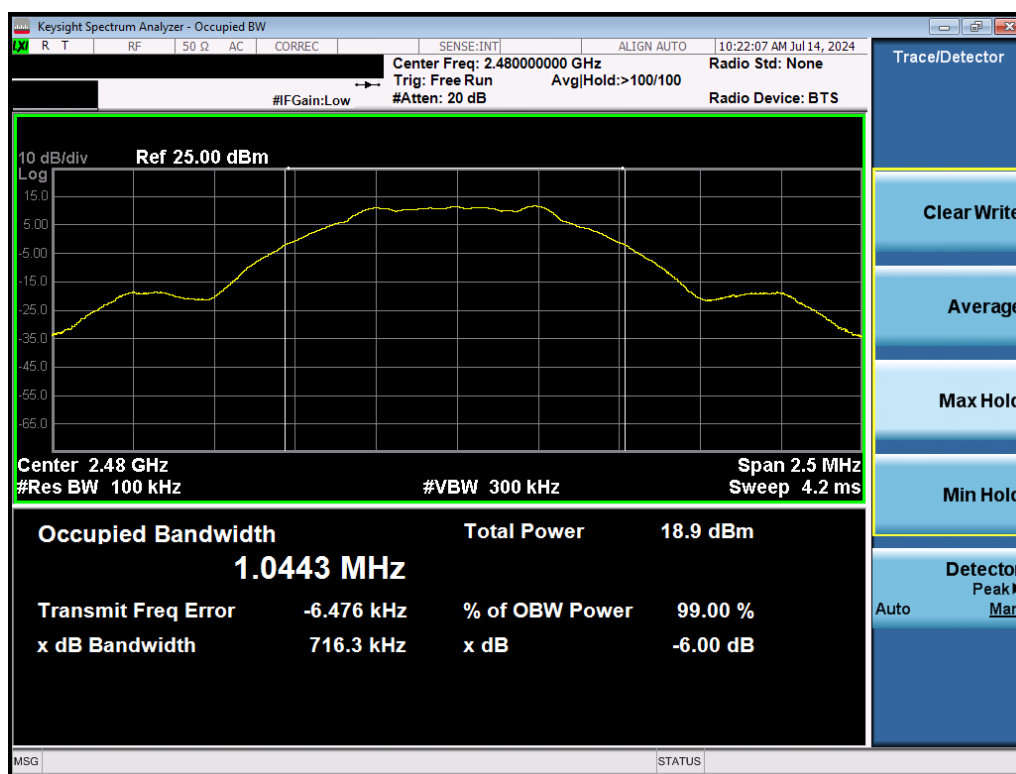 Keysight Spectrum Analyzer - Occupied BW
LXI R T RF 50 Ω AC CORREC SENSE:INT ALIGN AUTO 10:22:07 AM Jul 14, 2024
Center Freq: 2.480000000 GHz Radio Std: None
Trig: Free Run Avg|Hold:>100/100
#IFGain:Low #Atten: 20 dB Radio Device: BTS
10 dB/div Ref 25.00 dBm
Log
15.0
5.00
-5.00
-15.0
-25.0
-35.0
-45.0
-55.0
-65.0
Center 2.48 GHz Span 2.5 MHz
#Res BW 100 kHz #VBW 300 kHz Sweep 4.2 ms
Occupied Bandwidth Total Power 18.9 dBm
1.0443 MHz
Transmit Freq Error -6.476 kHz % of OBW Power 99.00 %
x dB Bandwidth 716.3 kHz x dB -6.00 dB
MSG STATUS
Trace/Detector
Clear Write
Average
Max Hold
Min Hold
Detector
Peak
Auto Man